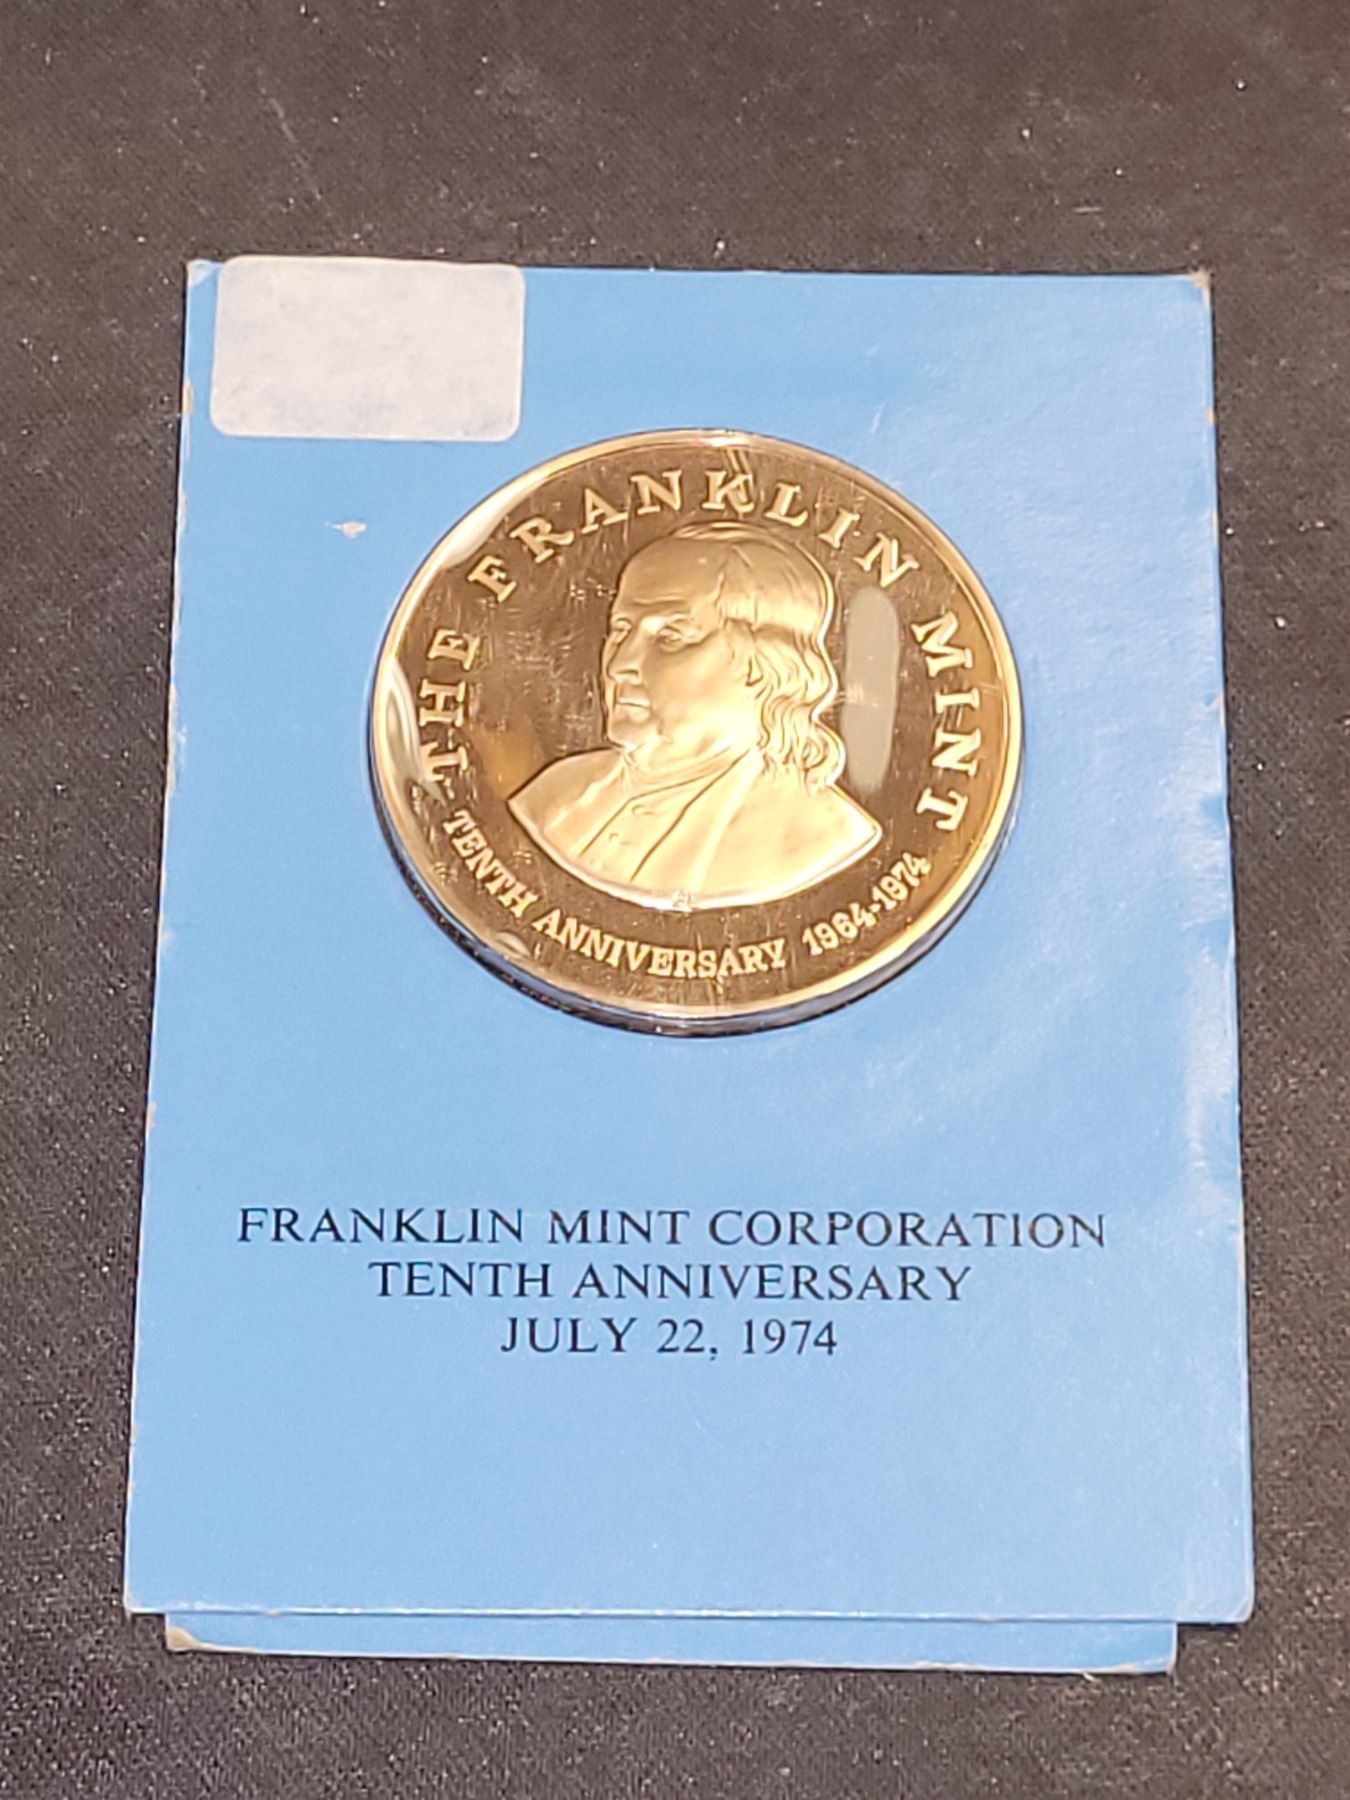 THE FRANKLIN MINT
TENTH ANNIVERSARY 1964-1974
FRANKLIN MINT CORPORATION
TENTH ANNIVERSARY
JULY 22, 1974